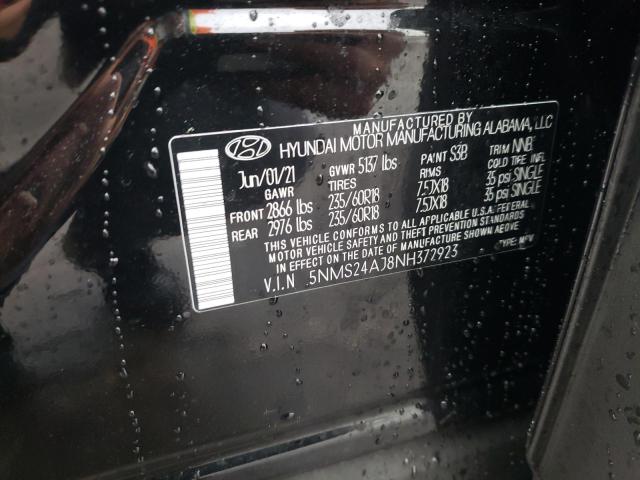 MANUFACTURED BY
HYUNDAI MOTOR MANUFACTURING ALABAMA, LLC
Jun/01/21 GVWR 5137 lbs PAINT S3B TRIM NNB
GAWR TIRES RIMS COLD TIRE INFL.
FRONT 2866 lbs 235/60R18 7.5JX18 35 psi SINGLE
REAR 2976 lbs 235/60R18 7.5JX18 35 psi SINGLE
THIS VEHICLE CONFORMS TO ALL APPLICABLE U.S.A. FEDERAL
MOTOR VEHICLE SAFETY AND BUMPER STANDARDS
IN EFFECT ON THE DATE OF MANUFACTURE SHOWN ABOVE
V.I.N 5NMS24AJ8NH372923 TYPE: MPV